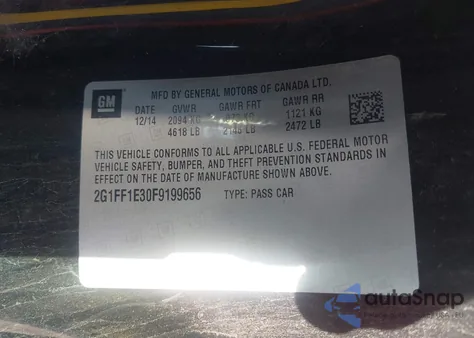 GM
MFD BY GENERAL MOTORS OF CANADA LTD.
DATE GVWR GAWR FRT GAWR RR
12/14 2094 KG KG 1121 KG
4618 LB LB 2472 LB
THIS VEHICLE CONFORMS TO ALL APPLICABLE U.S. FEDERAL MOTOR
VEHICLE SAFETY, BUMPER, AND THEFT PREVENTION STANDARDS IN
EFFECT ON THE DATE OF MANUFACTURE SHOWN ABOVE.
2G1FF1E30F9199656 TYPE: PASS CAR
autoSnap